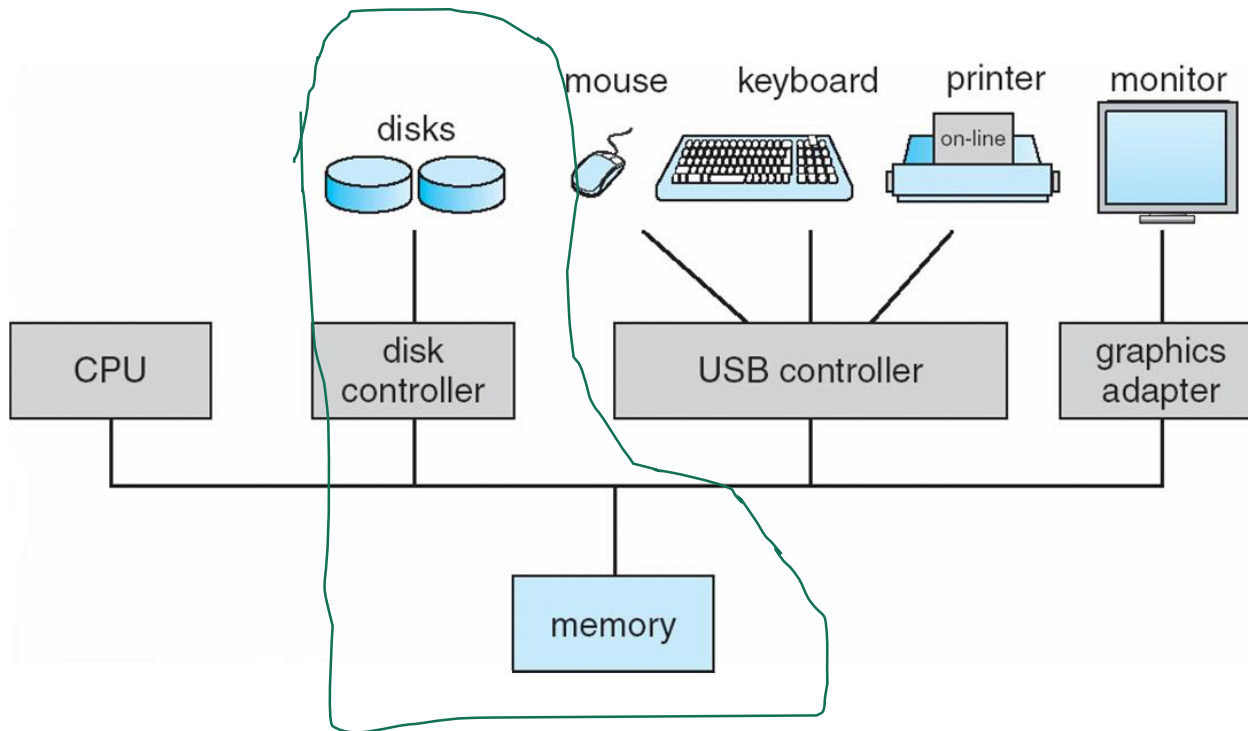 mouse
keyboard
printer
monitor
disks
on-line
CPU
disk
controller
USB controller
graphics
adapter
memory